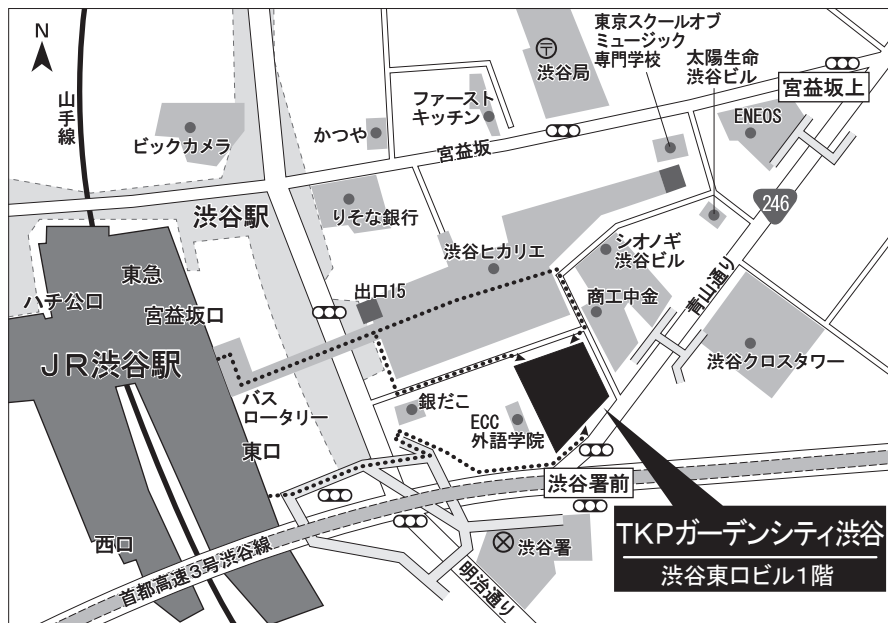 N
山手線
ビックカメラ
かつや
ファースト
キッチン
渋谷局
東京スクールオブ
ミュージック
専門学校
太陽生命
渋谷ビル
宮益坂上
ENEOS
宮益坂
246
渋谷駅
りそな銀行
渋谷ヒカリエ
シオノギ
渋谷ビル
青山通り
東急
ハチ公口
宮益坂口
出口15
商工中金
JR渋谷駅
渋谷クロスタワー
バス
ロータリー
銀だこ
ECC
外語学院
東口
渋谷署前
西口
首都高速3号渋谷線
渋谷署
明治通り
TKPガーデンシティ渋谷
渋谷東口ビル1階